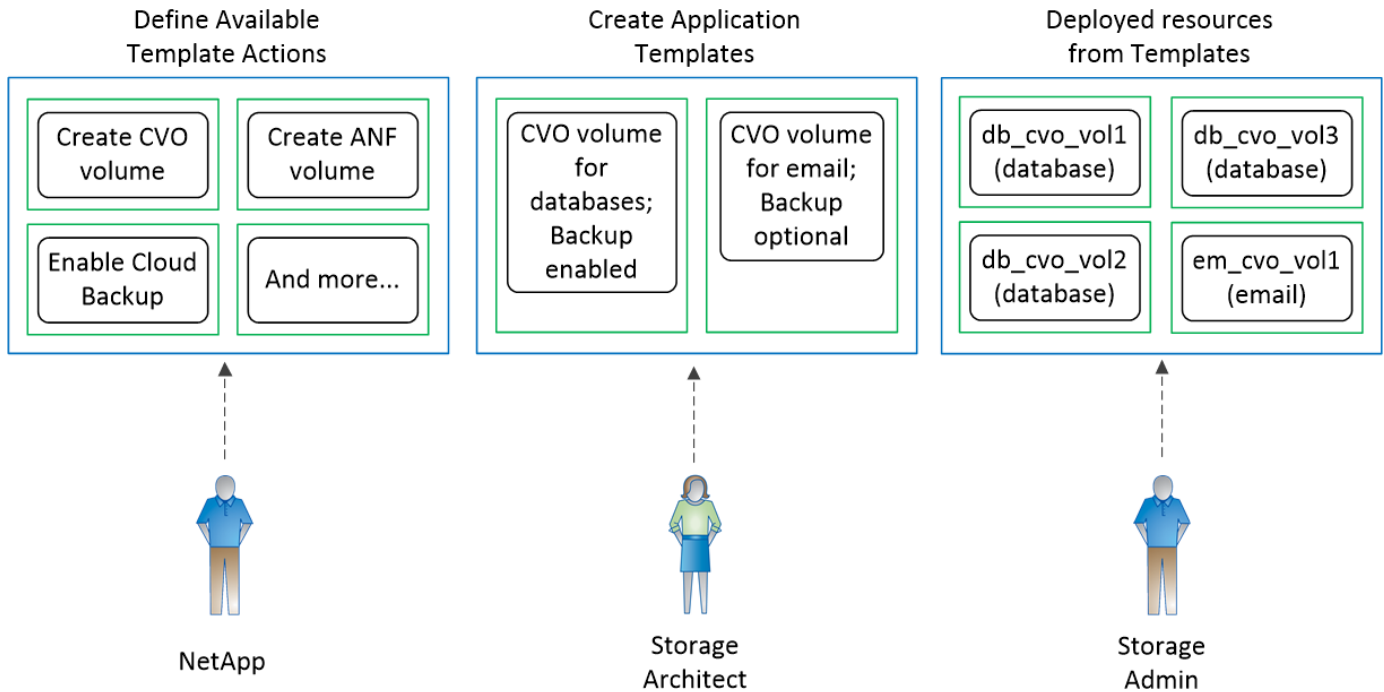 Define Available
Template Actions
Create CVO
volume
Create ANF
volume
Enable Cloud
Backup
And more...
NetApp
Create Application
Templates
CVO volume
for
databases;
Backup
enabled
CVO volume
for email;
Backup
optional
Storage
Architect
Deployed resources
from Templates
db_cvo_vol1
(database)
db_cvo_vol3
(database)
db_cvo_vol2
(database)
em_cvo_vol1
(email)
Storage
Admin